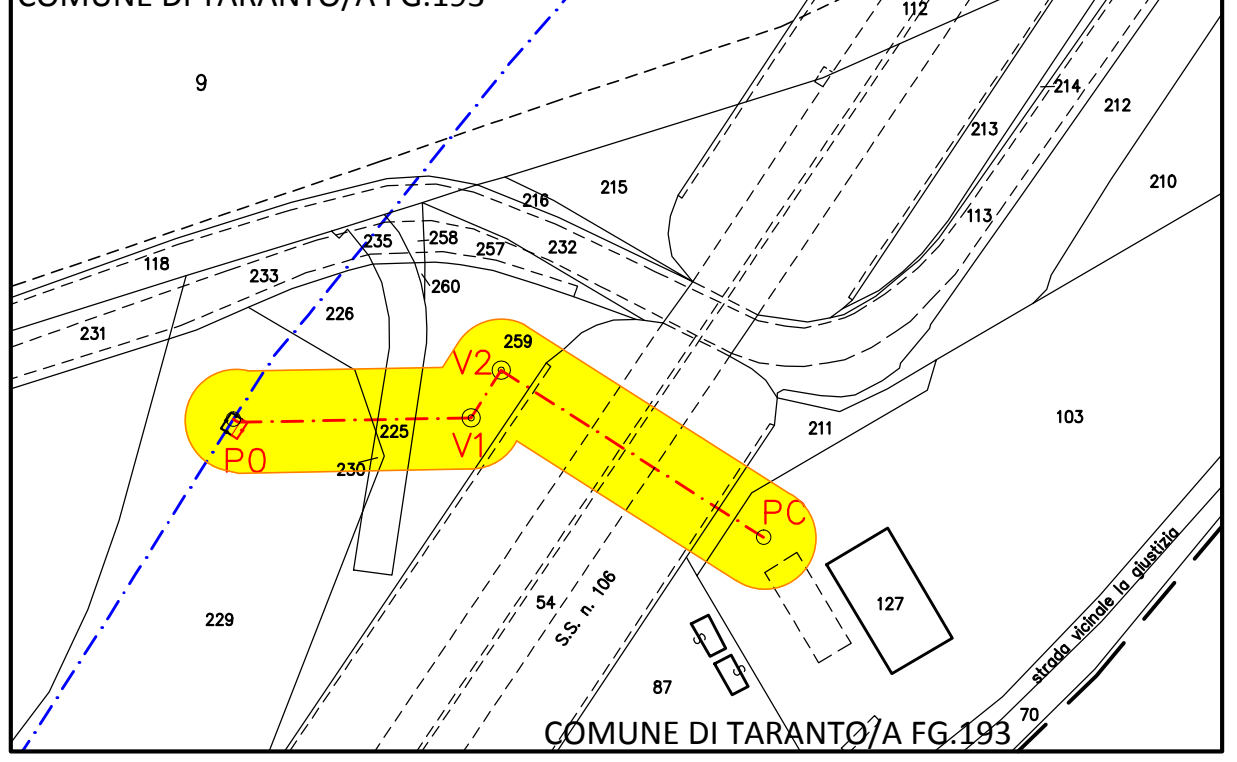 COMUNE DI TARANTO/A FG.193
112
9
214
212
213
210
215
216
113
235
258
257
232
118
233
260
226
231
259
V2
103
211
225
V1
P0
230
PC
54
S.S. n. 106
127
229
strada vicinale la giustizia
S
S
87
70
COMUNE DI TARANTO/A FG.193